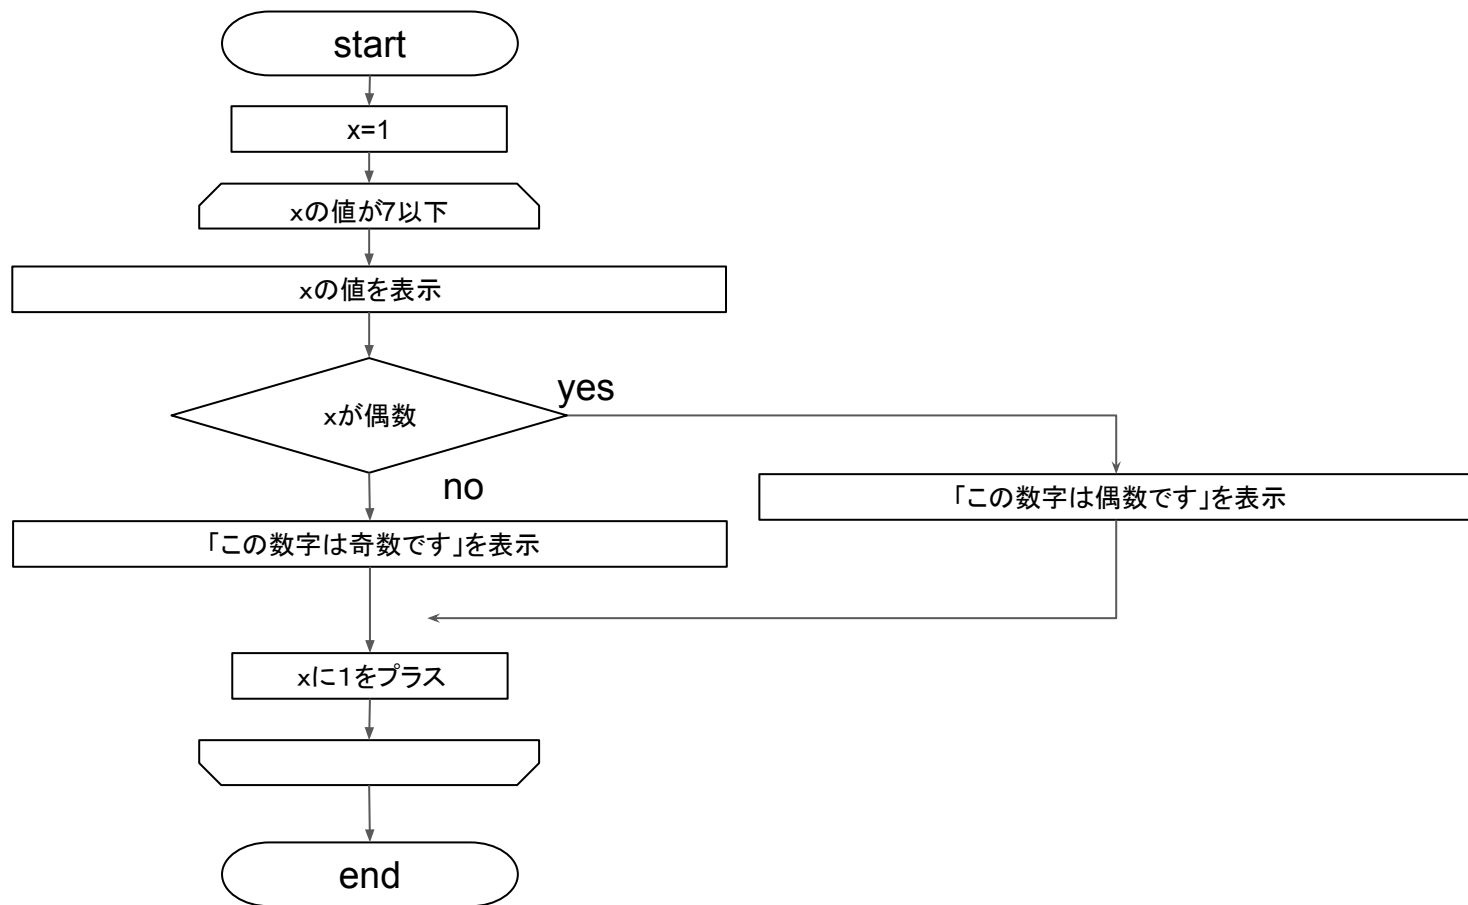 start
x=1
xの値が7以下
xの値を表示
xが偶数
yes
no
「この数字は偶数です」を表示
「この数字は奇数です」を表示
xに１をプラス
end